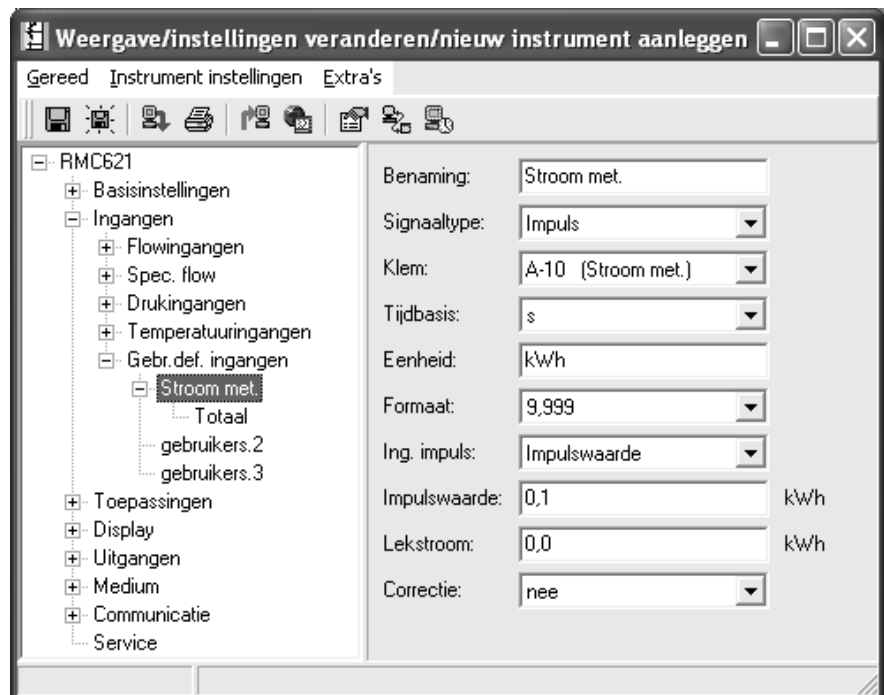 Weergave/instellingen veranderen/nieuw instrument aanleggen
Gereed Instrument instellingen Extra's
RMC621
Basisinstellingen
Ingangen
Flowingangen
Spec. flow
Drukingangen
Temperatuuringangen
Gebr.def. ingangen
Stroom met.
Totaal
gebruikers.2
gebruikers.3
Toepassingen
Display
Uitgangen
Medium
Communicatie
Service
Benaming: Stroom met.
Signaaltype: Impuls
Klem: A-10 (Stroom met.)
Tijdbasis: s
Eenheid: kWh
Formaat: 9,999
Ing. impuls: Impulswaarde
Impulswaarde: 0,1 kWh
Lekstroom: 0,0 kWh
Correctie: nee